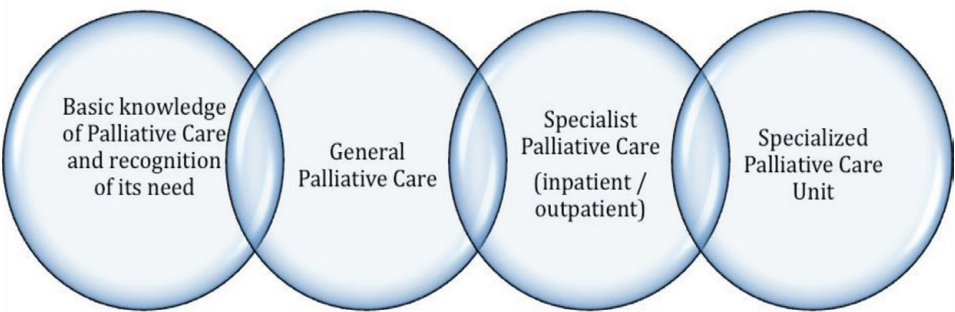 Basic knowledge
of Palliative Care
and recognition
of its need
General
Palliative Care
Specialist
Palliative Care
(inpatient /
outpatient)
Specialized
Palliative Care
Unit